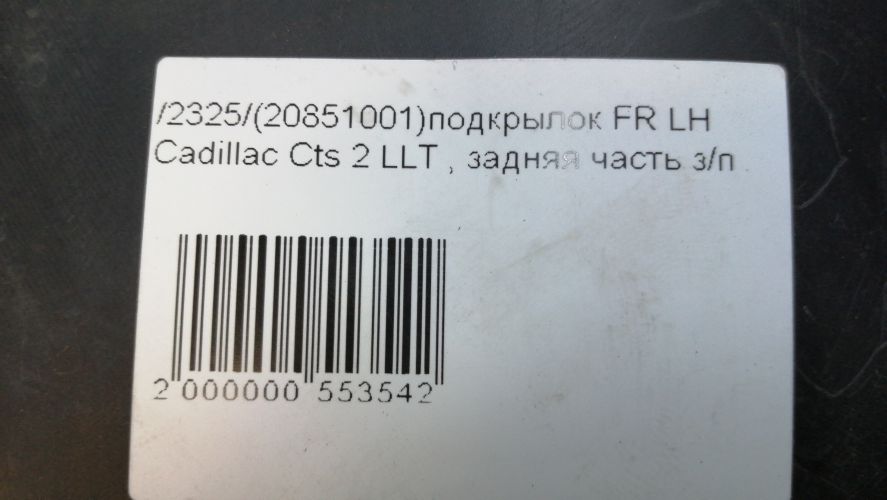 /2325/(20851001)подкрылок FR LH
Cadillac Cts 2 LLT , задняя часть з/п
2 000000 553542